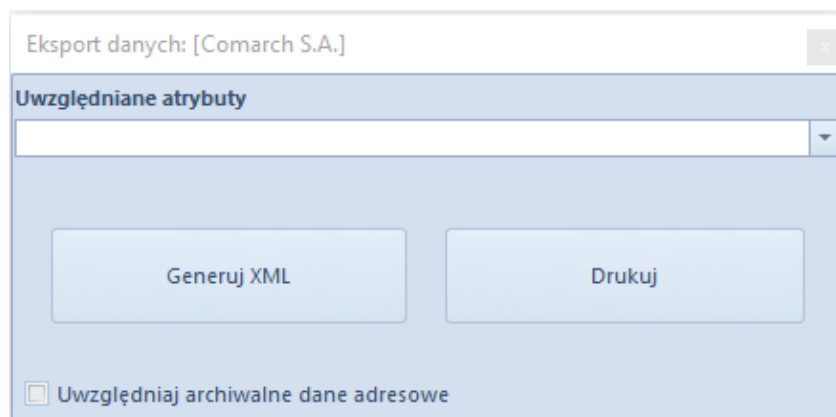 Eksport danych: [Comarch S.A.]
x
Uwzględniane atrybuty
Generuj XML
Drukuj
Uwzględniaj archiwalne dane adresowe